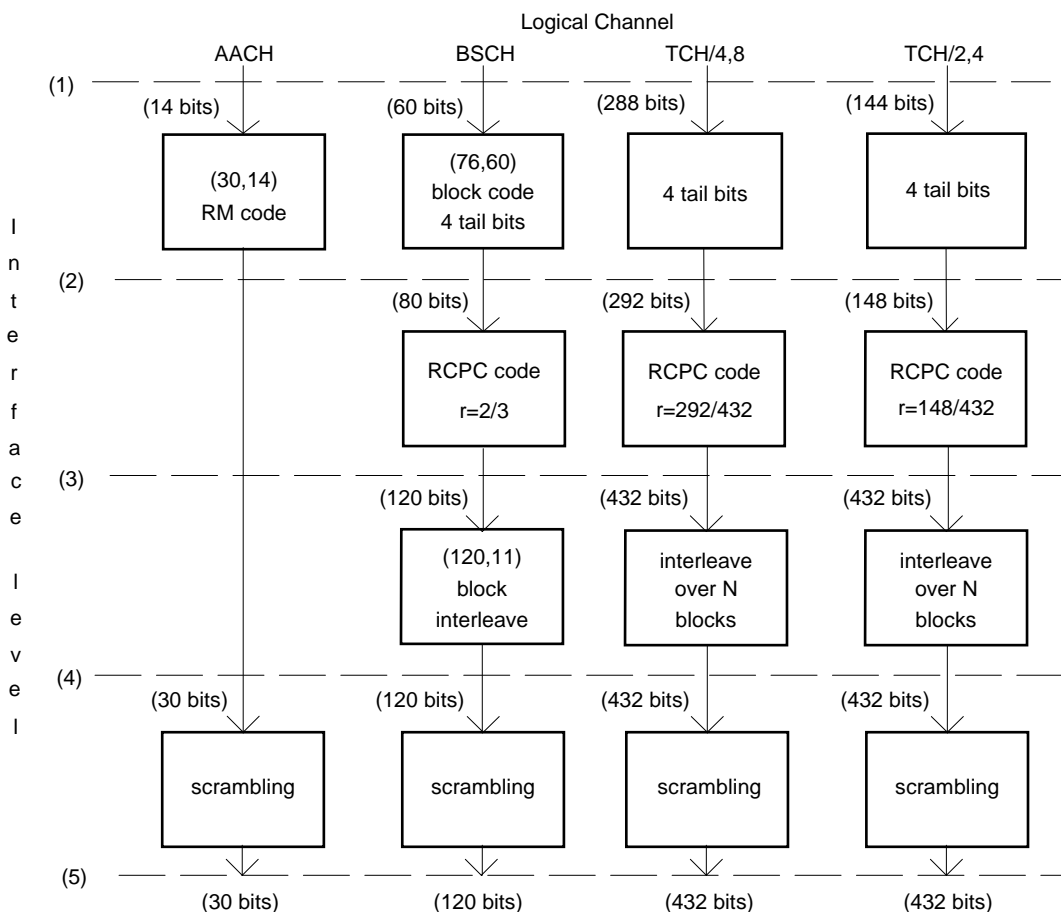 Logical Channel
AACH BSCH TCH/4,8 TCH/2,4
(1)
(14 bits) (60 bits) (288 bits) (144 bits)
(30,14)
RM code
(76,60)
block code
4 tail bits
4 tail bits
4 tail bits
(2)
(80 bits) (292 bits) (148 bits)
RCPC code
r=2/3
RCPC code
r=292/432
RCPC code
r=148/432
(3)
(120 bits) (432 bits) (432 bits)
(120,11)
block
interleave
interleave
over N
blocks
interleave
over N
blocks
(4)
(30 bits) (120 bits) (432 bits) (432 bits)
scrambling scrambling scrambling scrambling
(5)
(30 bits) (120 bits) (432 bits) (432 bits)
Interface level